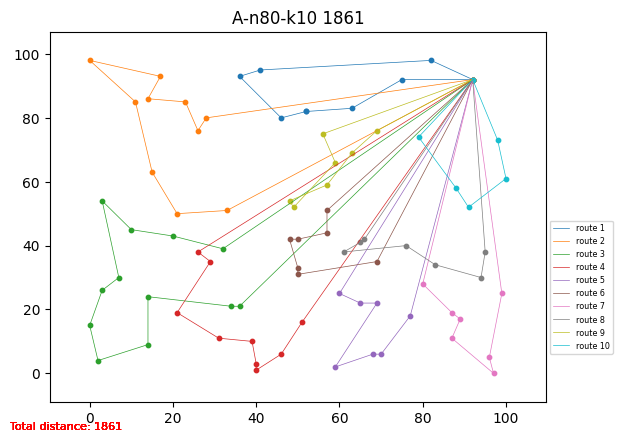 A-n80-k10 1861
100
80
60
40
20
0
0 20 40 60 80 100
route 1
route 2
route 3
route 4
route 5
route 6
route 7
route 8
route 9
route 10
Total distance: 1861